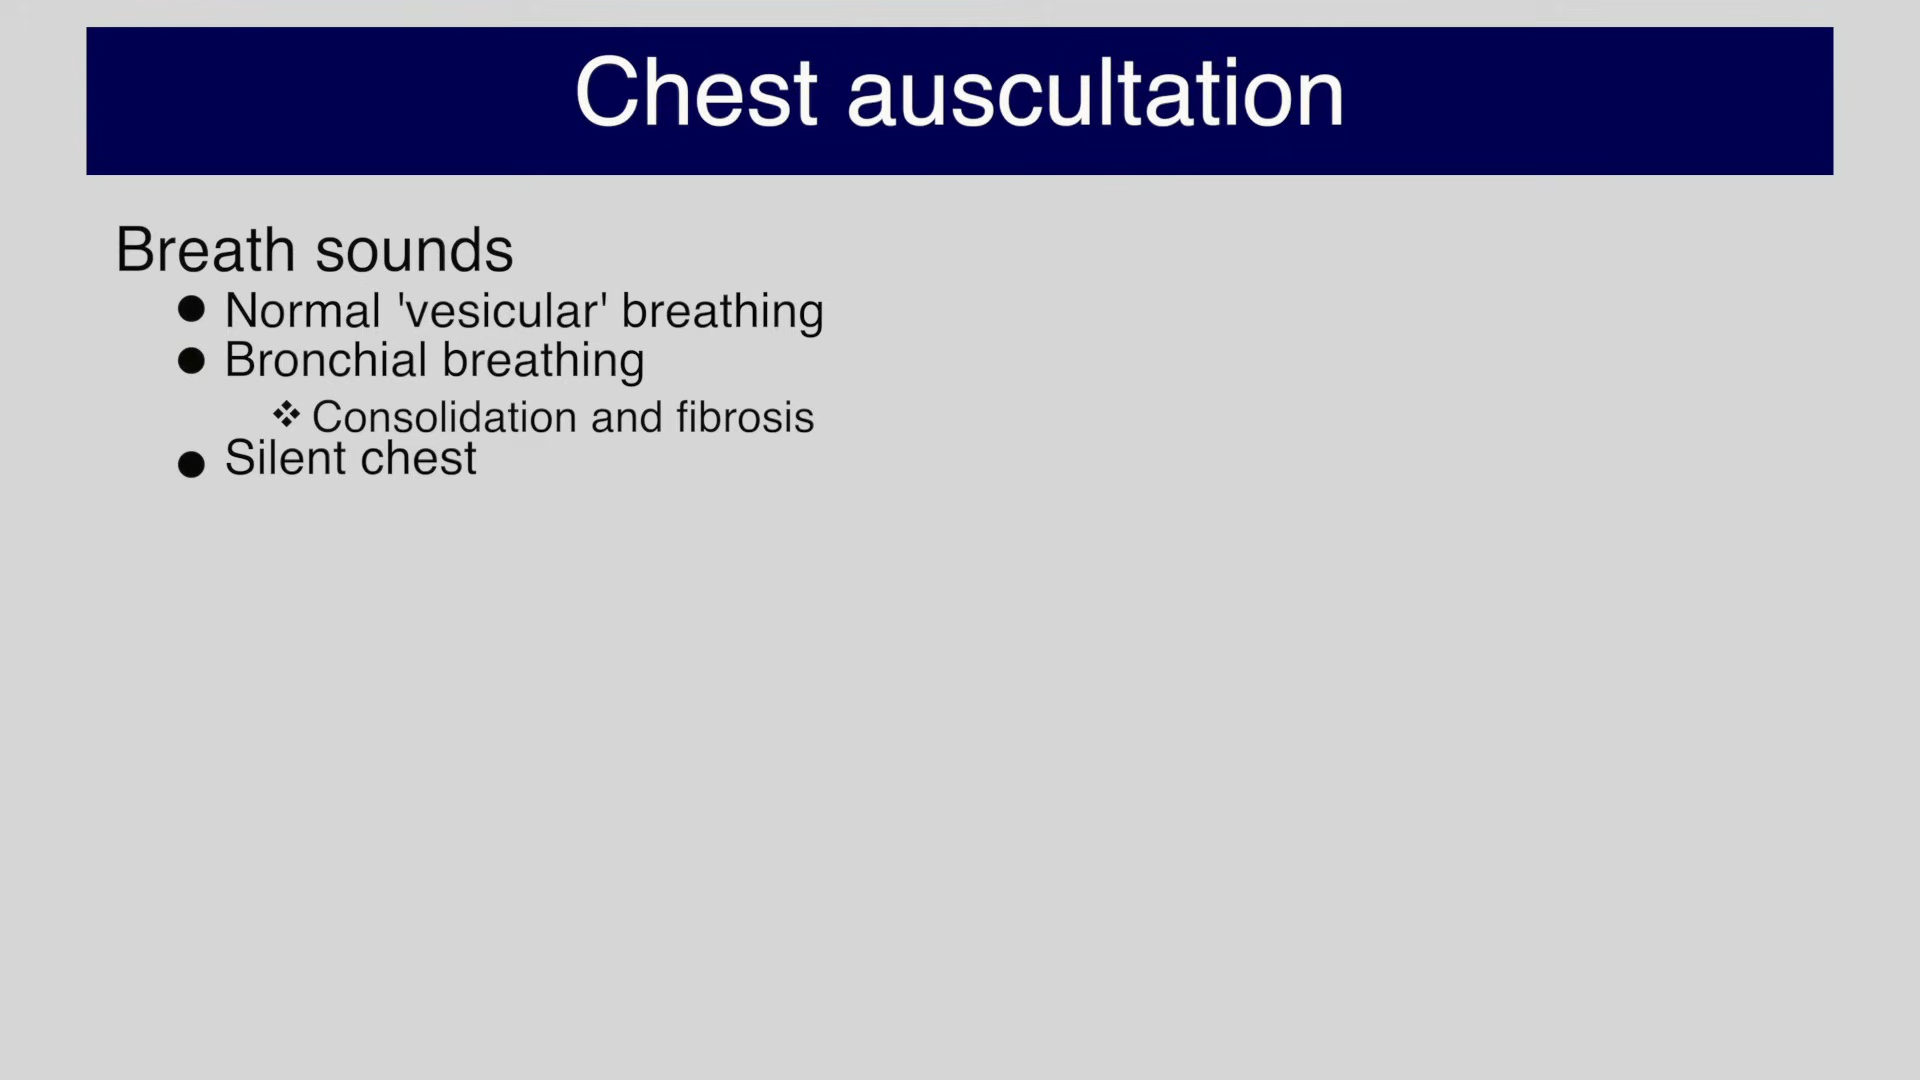 Chest auscultation
Breath sounds
● Normal 'vesicular' breathing
● Bronchial breathing
❖ Consolidation and fibrosis
● Silent chest